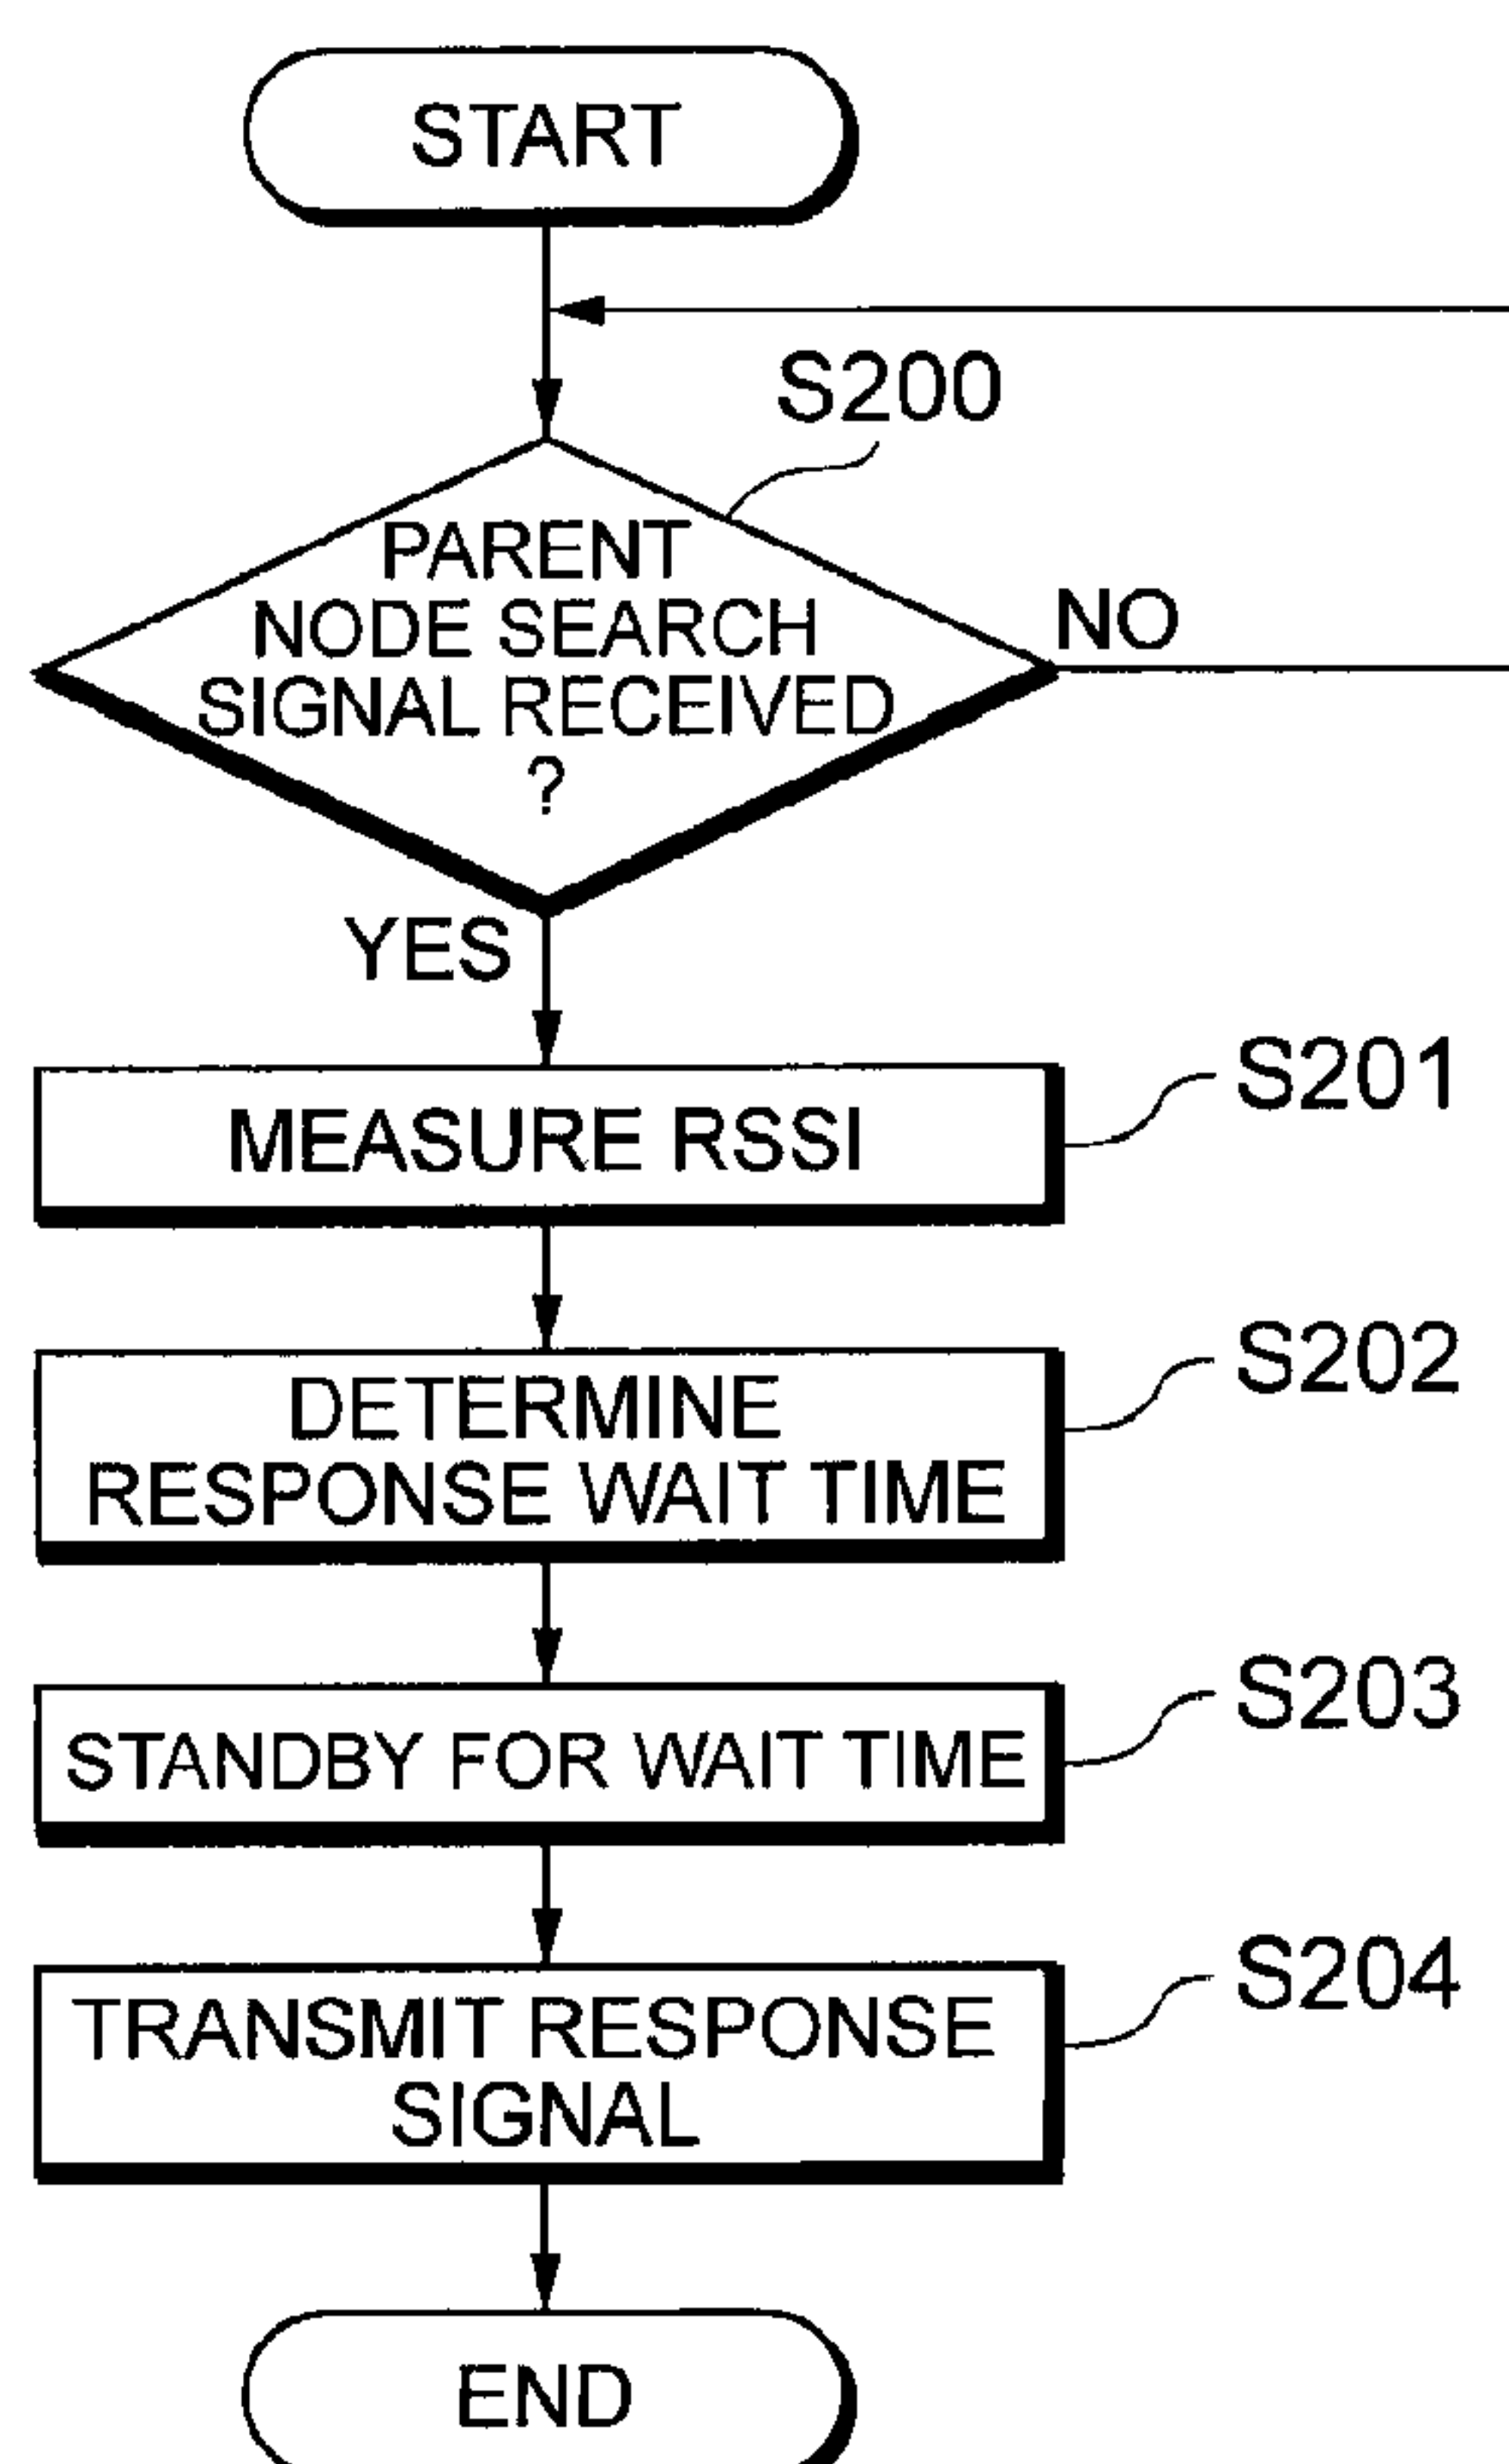 START
S200
PARENT
NODE SEARCH
SIGNAL RECEIVED
?
NO
YES
MEASURE RSSI
S201
DETERMINE
RESPONSE WAIT TIME
S202
STANDBY FOR WAIT TIME
S203
TRANSMIT RESPONSE
SIGNAL
S204
END